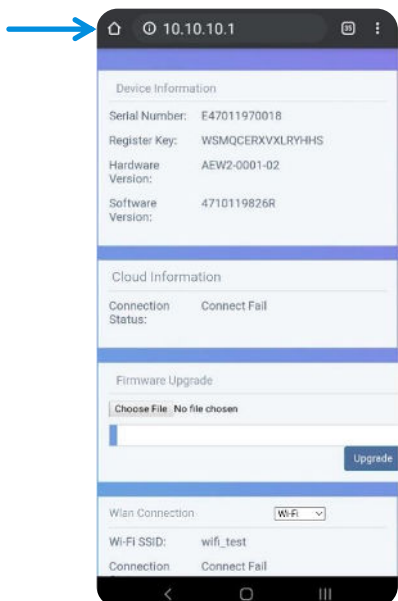 10.10.10.1
35
Device Information
Serial Number: E47011970018
Register Key: WSMQCERXVXLRYHHS
Hardware Version: AEW2-0001-02
Software Version: 4710119826R
Cloud Information
Connection Status: Connect Fail
Firmware Upgrade
Choose File No file chosen
Upgrade
Wlan Connection Wi-Fi
Wi-Fi SSID: wifi_test
Connection Connect Fail